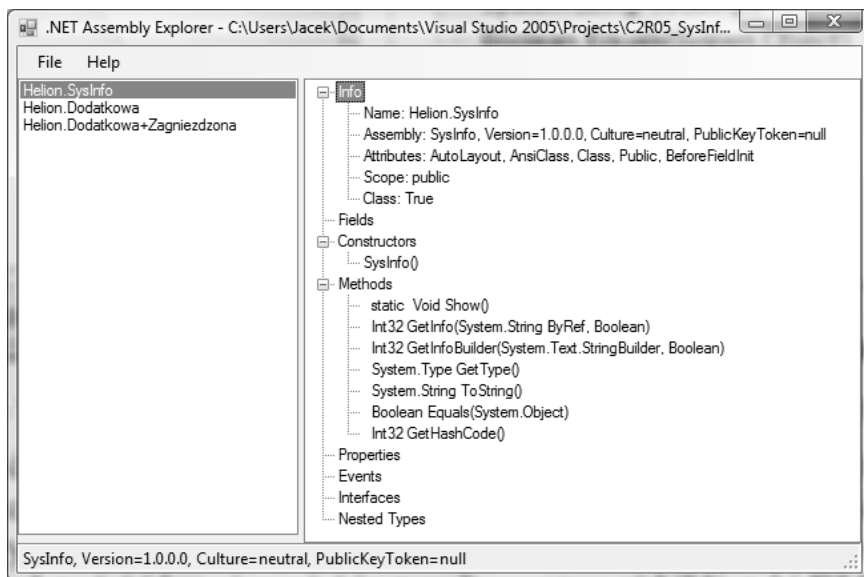 .NET Assembly Explorer - C:\Users\Jacek\Documents\Visual Studio 2005\Projects\C2R05_SysInf...
File Help
Helion.SysInfo
Helion.Dodatkowa
Helion.Dodatkowa+Zagniezdzona
Info
Name: Helion.SysInfo
Assembly: SysInfo, Version=1.0.0.0, Culture=neutral, PublicKeyToken=null
Attributes: AutoLayout, AnsiClass, Class, Public, BeforeFieldInit
Scope: public
Class: True
Fields
Constructors
SysInfo()
Methods
static Void Show()
Int32 GetInfo(System.String ByRef, Boolean)
Int32 GetInfoBuilder(System.Text.StringBuilder, Boolean)
System.Type GetType()
System.String ToString()
Boolean Equals(System.Object)
Int32 GetHashCode()
Properties
Events
Interfaces
Nested Types
SysInfo, Version=1.0.0.0, Culture=neutral, PublicKeyToken=null